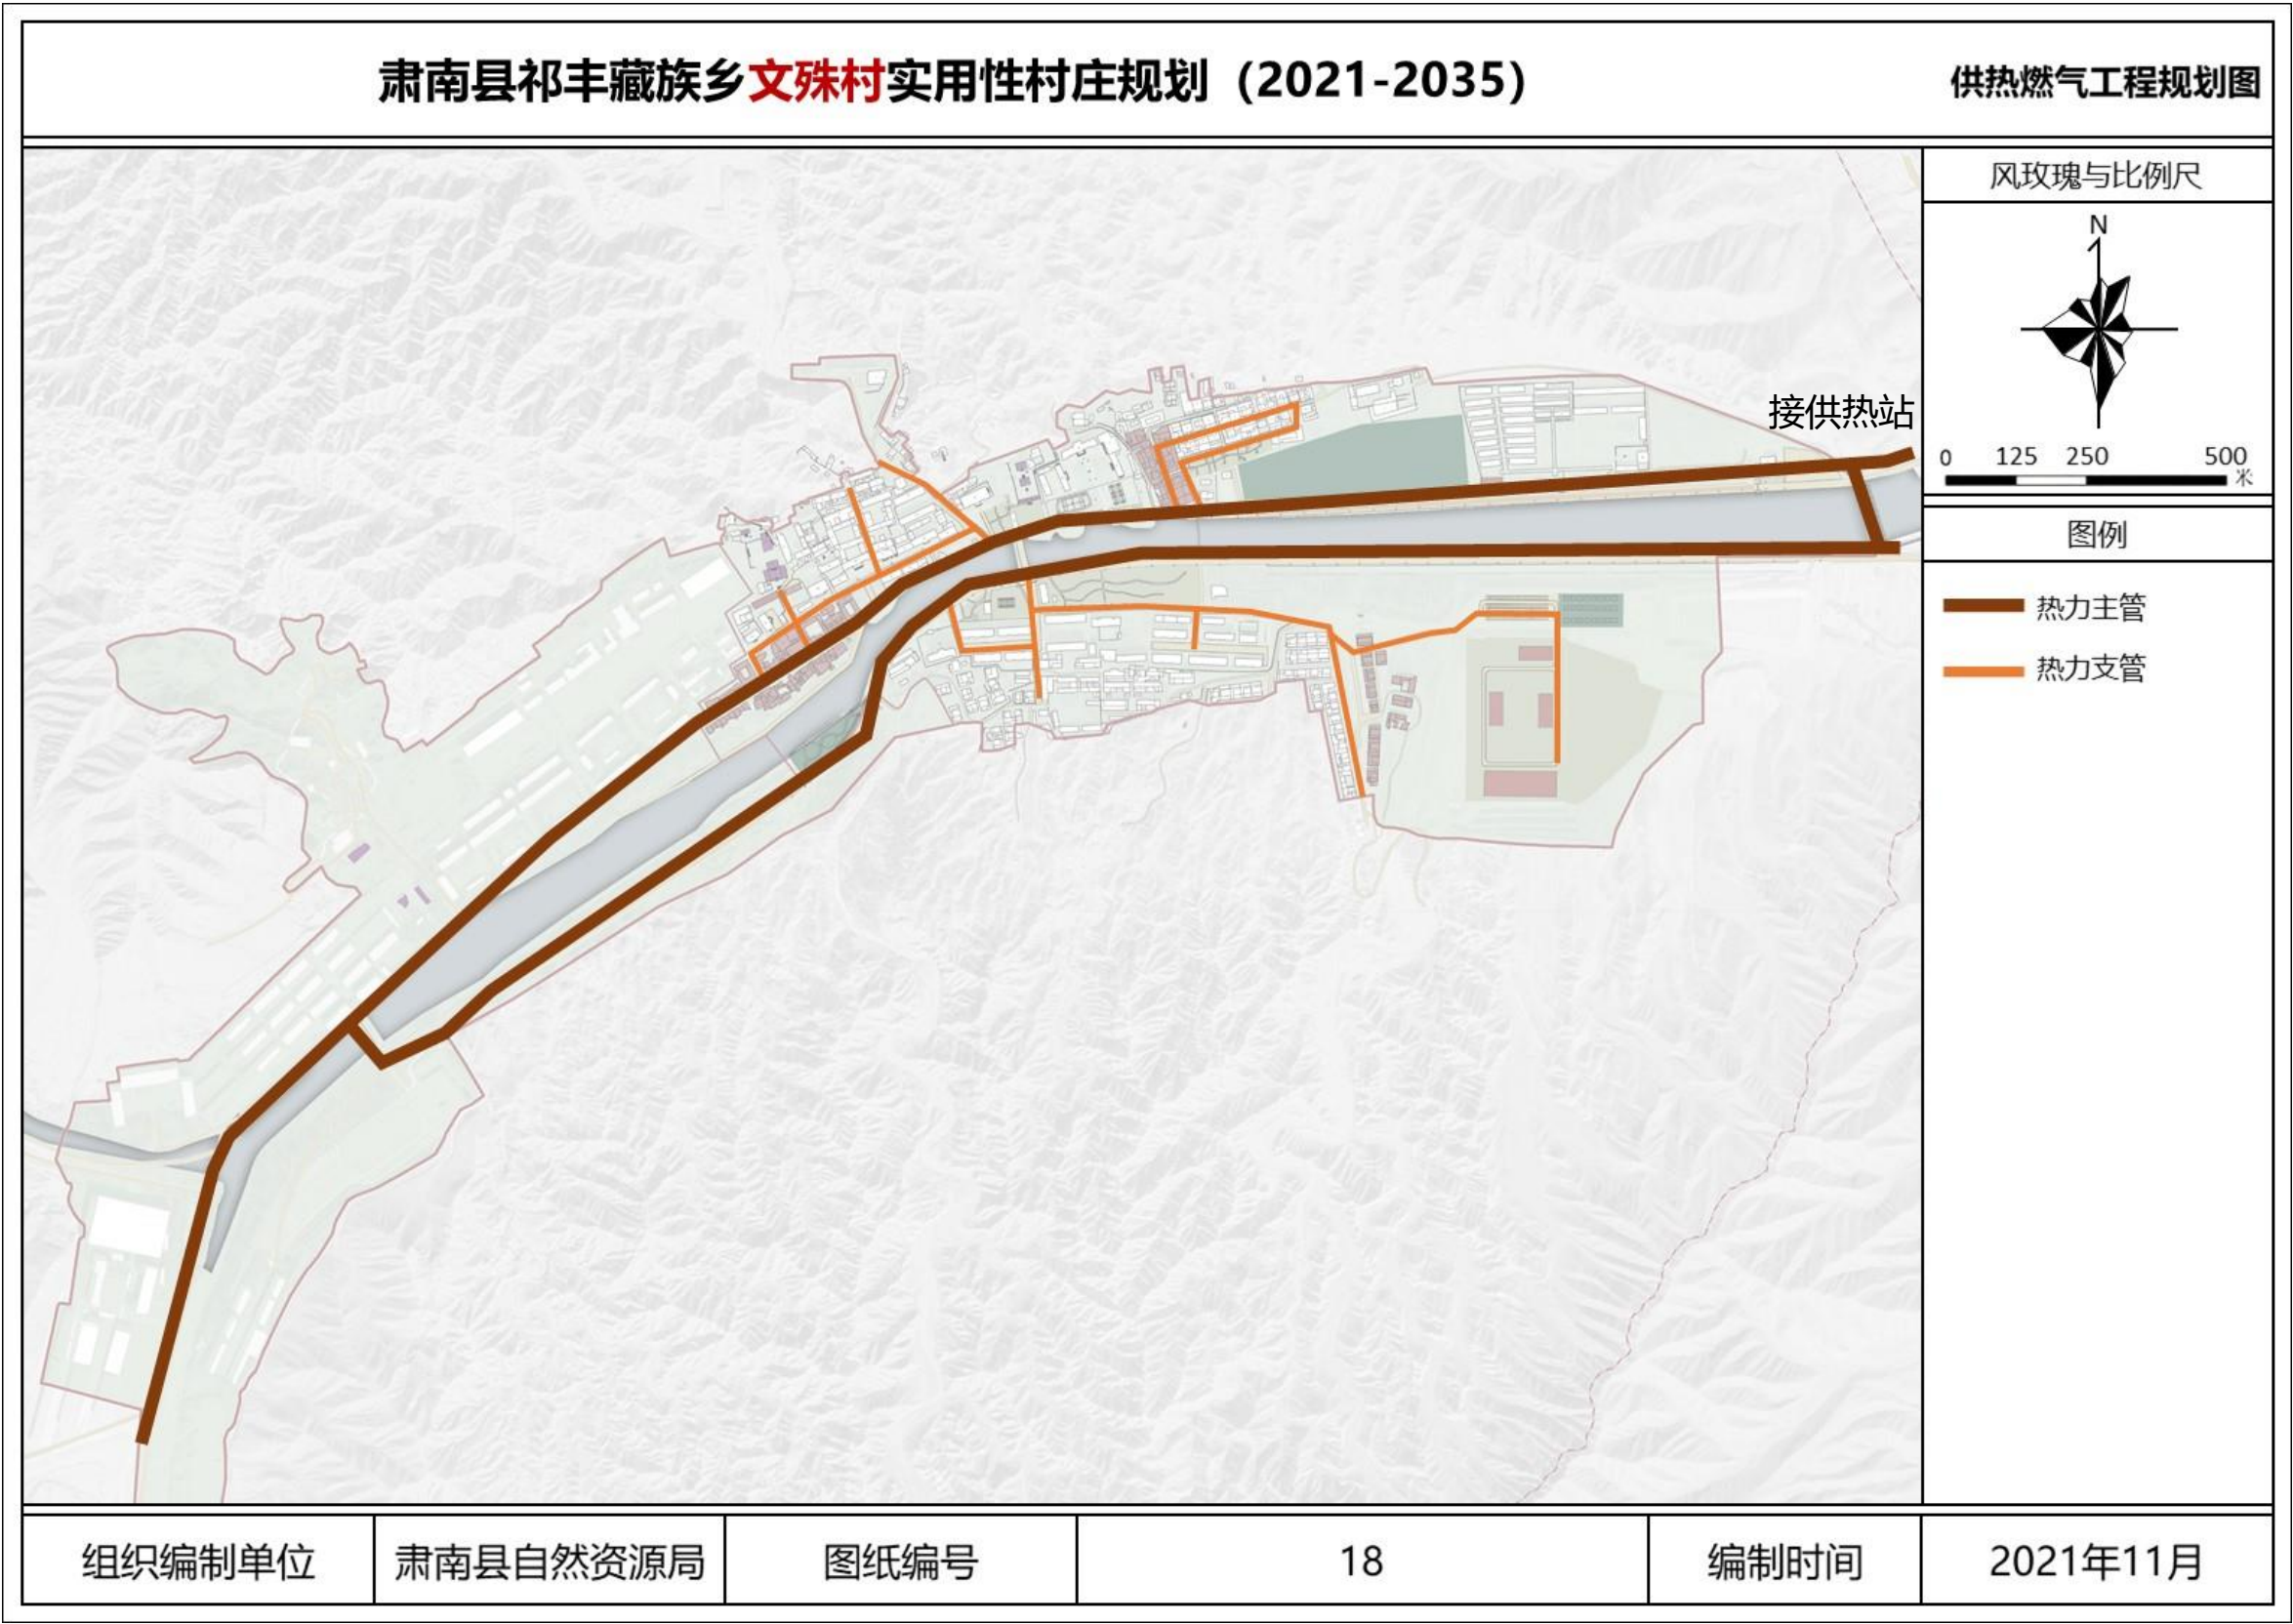 肃南县祁丰藏族乡文殊村实用性村庄规划（2021-2035）
供热燃气工程规划图
风玫瑰与比例尺
N
0 125 250 500
米
接供热站
图例
热力主管
热力支管
组织编制单位 肃南县自然资源局 图纸编号 18 编制时间 2021年11月